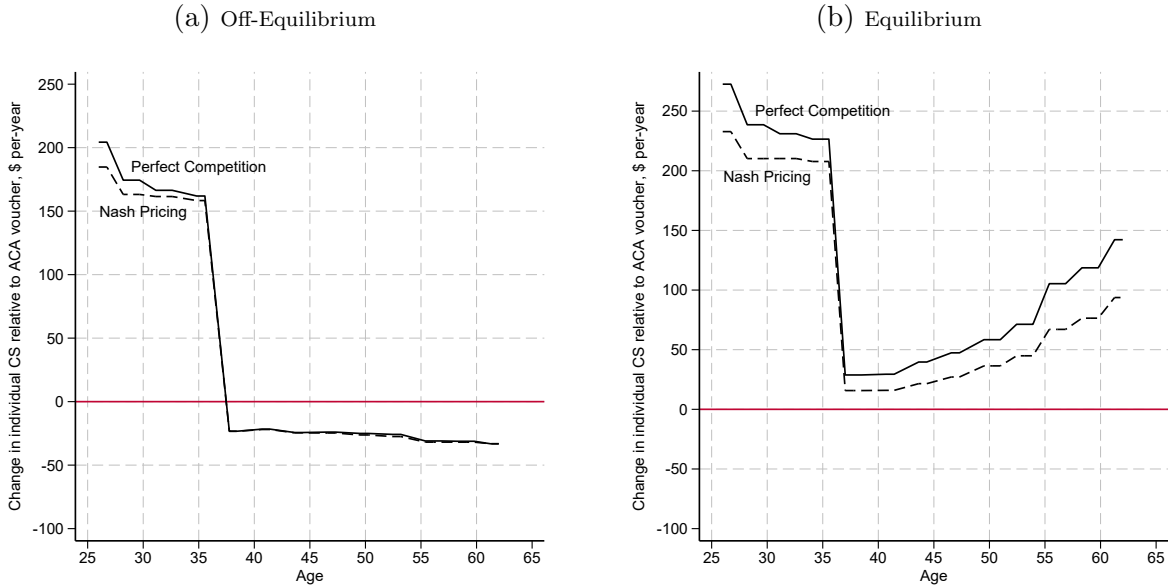 (a) Off-Equilibrium
Change in individual CS relative to ACA voucher, $ per-year
250
200
150
100
50
0
-50
-100
Perfect Competition
Nash Pricing
25 30 35 40 45 50 55 60 65
Age
(b) Equilibrium
Change in individual CS relative to ACA voucher, $ per-year
250
200
150
100
50
0
-50
-100
Perfect Competition
Nash Pricing
25 30 35 40 45 50 55 60 65
Age